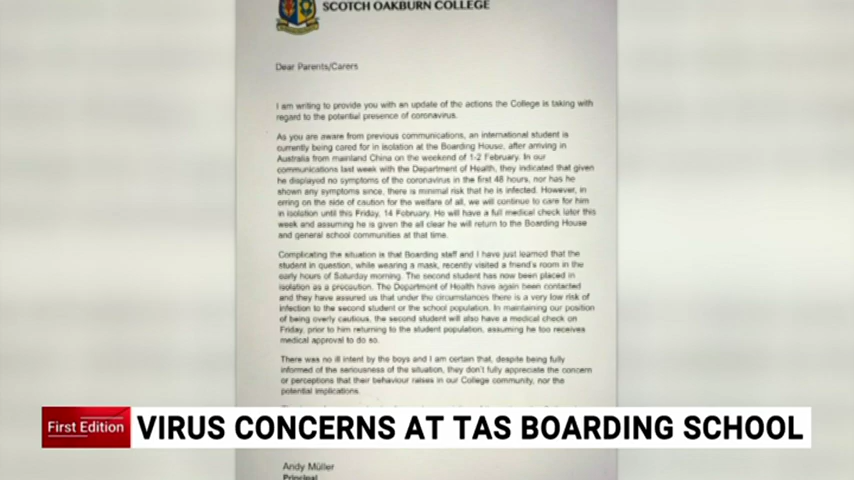 SCOTCH OAKBURN COLLEGE
Dear Parents/Carers
I am writing to provide you with an update of the actions the College is taking with
regard to the potential presence of coronavirus.
As you are aware from previous communications, an international student is
currently being cared for in isolation at the Boarding House, after arriving in
Australia from mainland China on the weekend of 1-2 February. In our
communications last week with the Department of Health, they indicated that given
he displayed no symptoms of the coronavirus in the first 48 hours, nor has he
shown any symptoms since, there is minimal risk that he is infected. However, in
erring on the side of caution for the welfare of all, we will continue to care for him
in isolation until this Friday, 14 February. He will have a full medical check later this
week and assuming he is given the all clear he will return to the Boarding House
and general school communities at that time.
Complicating the situation is that Boarding staff and I have just learned that the
student in question, while wearing a mask, recently visited a friend's room in the
early hours of Saturday morning. The second student has now been placed in
isolation as a precaution. The Department of Health have again been contacted
and they have assured us that under the circumstances there is a very low risk of
infection to the second student or the school population. In maintaining our position
of being overly cautious, the second student will also have a medical check on
Friday, prior to him returning to the student population, assuming he too receives
medical approval to do so.
There was no ill intent by the boys and I am certain that, despite being fully
informed of the seriousness of the situation, they don't fully appreciate the concern
or perceptions that their behaviour raises in our College community, nor the
potential implications.
First Edition
VIRUS CONCERNS AT TAS BOARDING SCHOOL
Andy Müller
Principal